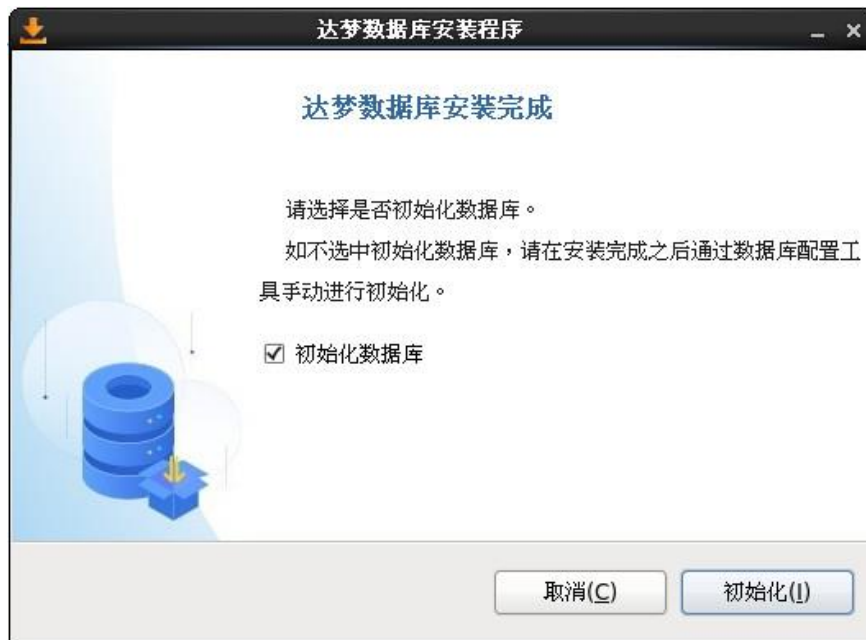 达梦数据库安装程序
达梦数据库安装完成
请选择是否初始化数据库。
如不选中初始化数据库，请在安装完成之后通过数据库配置工
具手动进行初始化。
初始化数据库
取消(C) 初始化(I)